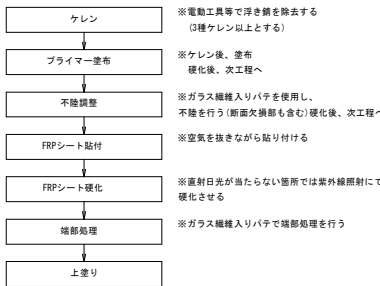 ケレン
※電動工具等で浮き錆を除去する
(3種ケレン以上とする)
プライマー塗布
※ケレン後、塗布
硬化後、次工程へ
不陸調整
※ガラス繊維入りパテを使用し、
不陸を行う(断面欠損部も含む)硬化後、次工程へ
FRPシート貼付
※空気を抜きながら貼り付ける
FRPシート硬化
※直射日光が当たらない箇所では紫外線照射にて
硬化させる
端部処理
※ガラス繊維入りパテで端部処理を行う
上塗り